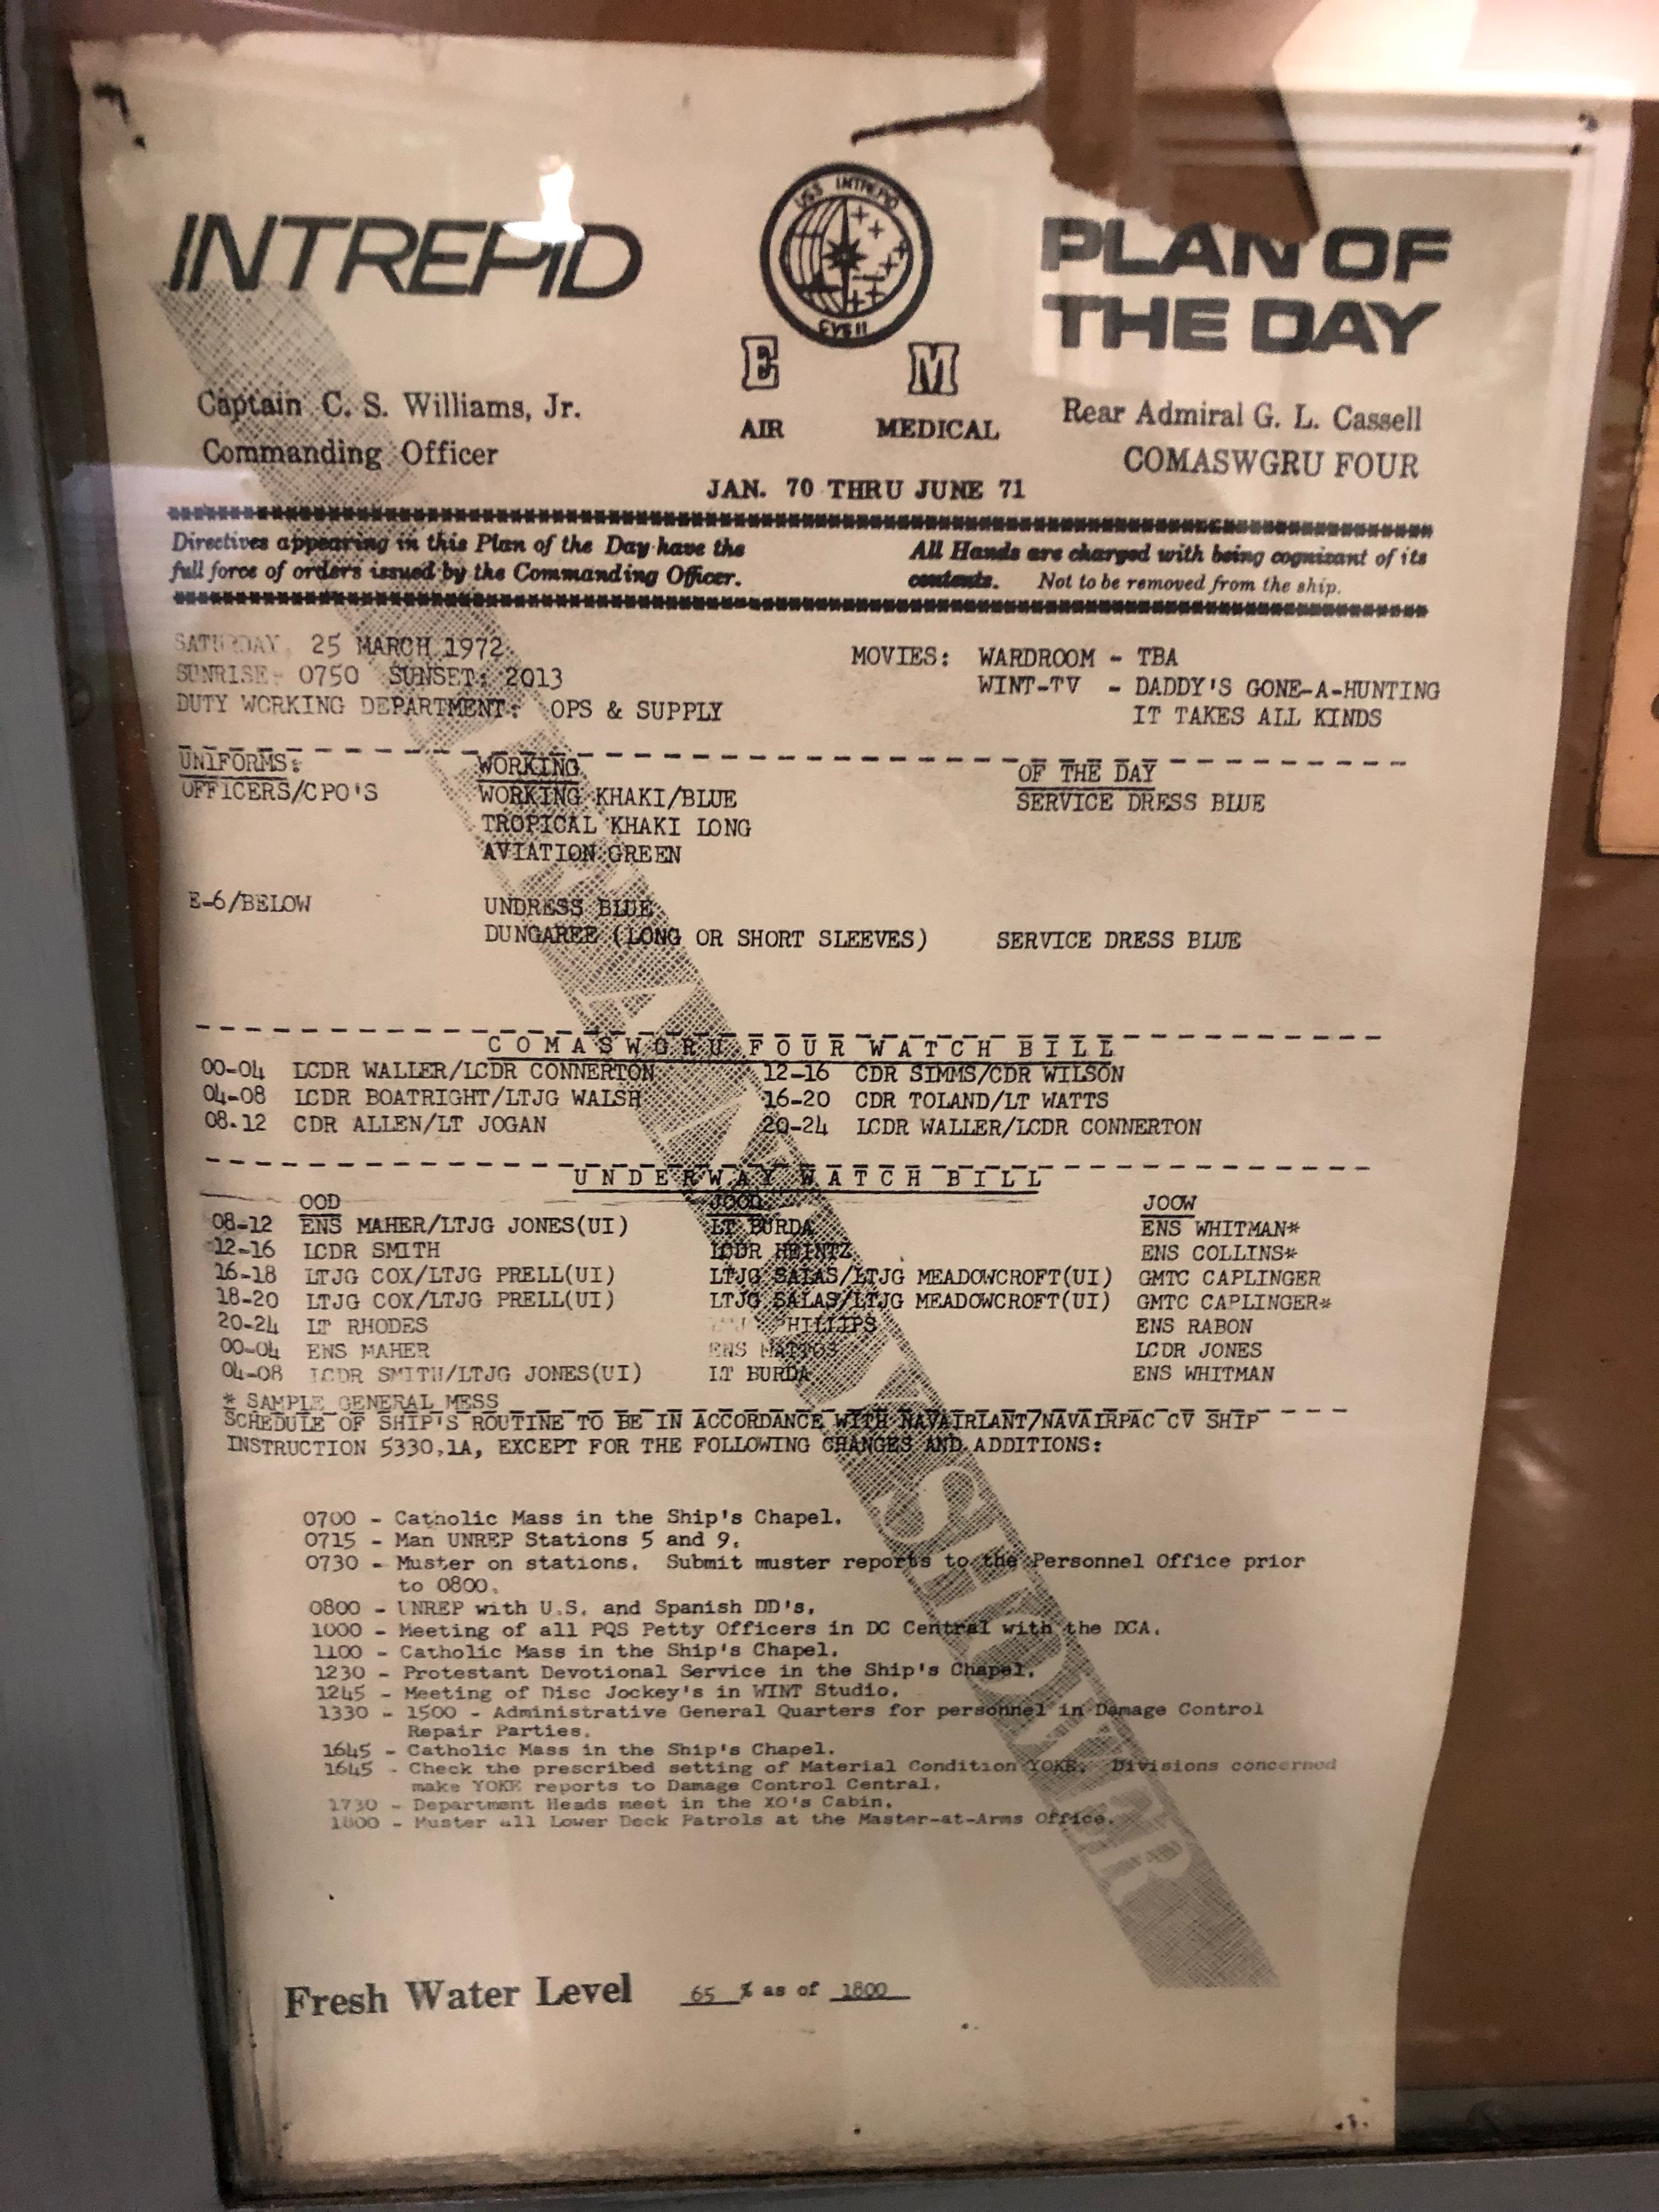 INTREPID
USS INTREPID
CVS 11
PLAN OF
THE DAY
E M
AIR MEDICAL
Captain C. S. Williams, Jr.
Commanding Officer
Rear Admiral G. L. Cassell
COMASWGRU FOUR
JAN. 70 THRU JUNE 71
Directives appearing in this Plan of the Day have the
full force of orders issued by the Commanding Officer.
All Hands are charged with being cognizant of its
contents. Not to be removed from the ship.
SATURDAY, 25 MARCH 1972
SUNRISE: 0750 SUNSET: 2013
DUTY WORKING DEPARTMENT: OPS & SUPPLY
MOVIES: WARDROOM - TBA
WINT-TV - DADDY'S GONE-A-HUNTING
IT TAKES ALL KINDS
UNIFORMS: WORKING OF THE DAY
OFFICERS/CPO'S WORKING KHAKI/BLUE SERVICE DRESS BLUE
TROPICAL KHAKI LONG
AVIATION GREEN
E-6/BELOW UNDRESS BLUE
DUNGAREE (LONG OR SHORT SLEEVES) SERVICE DRESS BLUE
COMASWGRU FOUR WATCH BILL
00-04 LCDR WALLER/LCDR CONNERTON 12-16 CDR SIMMS/CDR WILSON
04-08 LCDR BOATRIGHT/LTJG WALSH 16-20 CDR TOLAND/LT WATTS
08-12 CDR ALLEN/LT JOGAN 20-24 LCDR WALLER/LCDR CONNERTON
UNDERWAY WATCH BILL
OOD JOOD JOOW
08-12 ENS MAHER/LTJG JONES(UI) LT BURDA ENS WHITMAN*
12-16 LCDR SMITH LCDR HEINTZ ENS COLLINS*
16-18 LTJG COX/LTJG PRELL(UI) LTJG SALAS/LTJG MEADOWCROFT(UI) GMTC CAPLINGER
18-20 LTJG COX/LTJG PRELL(UI) LTJG SALAS/LTJG MEADOWCROFT(UI) GMTC CAPLINGER*
20-24 LT RHODES PHILLIPS ENS RABON
00-04 ENS MAHER ENS MATTOS LCDR JONES
04-08 LCDR SMITH/LTJG JONES(UI) LT BURDA ENS WHITMAN
* SAMPLE GENERAL MESS
SCHEDULE OF SHIP'S ROUTINE TO BE IN ACCORDANCE WITH NAVAIRLANT/NAVAIRPAC CV SHIP
INSTRUCTION 5330.1A, EXCEPT FOR THE FOLLOWING CHANGES AND ADDITIONS:
0700 - Catholic Mass in the Ship's Chapel.
0715 - Man UNREP Stations 5 and 9.
0730 - Muster on stations. Submit muster reports to the Personnel Office prior
to 0800.
0800 - UNREP with U.S. and Spanish DD's.
1000 - Meeting of all PQS Petty Officers in DC Central with the DCA.
1100 - Catholic Mass in the Ship's Chapel.
1230 - Protestant Devotional Service in the Ship's Chapel.
1245 - Meeting of Disc Jockey's in WINT Studio.
1330 - 1500 - Administrative General Quarters for personnel in Damage Control
Repair Parties.
1645 - Catholic Mass in the Ship's Chapel.
1645 - Check the prescribed setting of Material Condition YOKE. Divisions concerned
make YOKE reports to Damage Control Central.
1730 - Department Heads meet in the XO's Cabin.
1800 - Muster all Lower Deck Patrols at the Master-at-Arms Office.
Fresh Water Level 65 % as of 1800